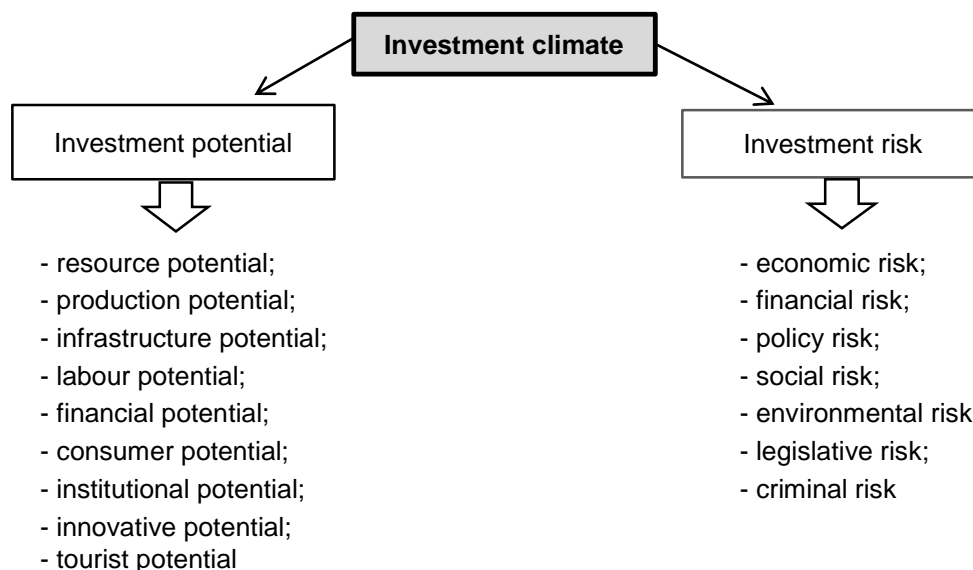 Investment climate
Investment potential
- resource potential;
- production potential;
- infrastructure potential;
- labour potential;
- financial potential;
- consumer potential;
- institutional potential;
- innovative potential;
- tourist potential
Investment risk
- economic risk;
- financial risk;
- policy risk;
- social risk;
- environmental risk
- legislative risk;
- criminal risk